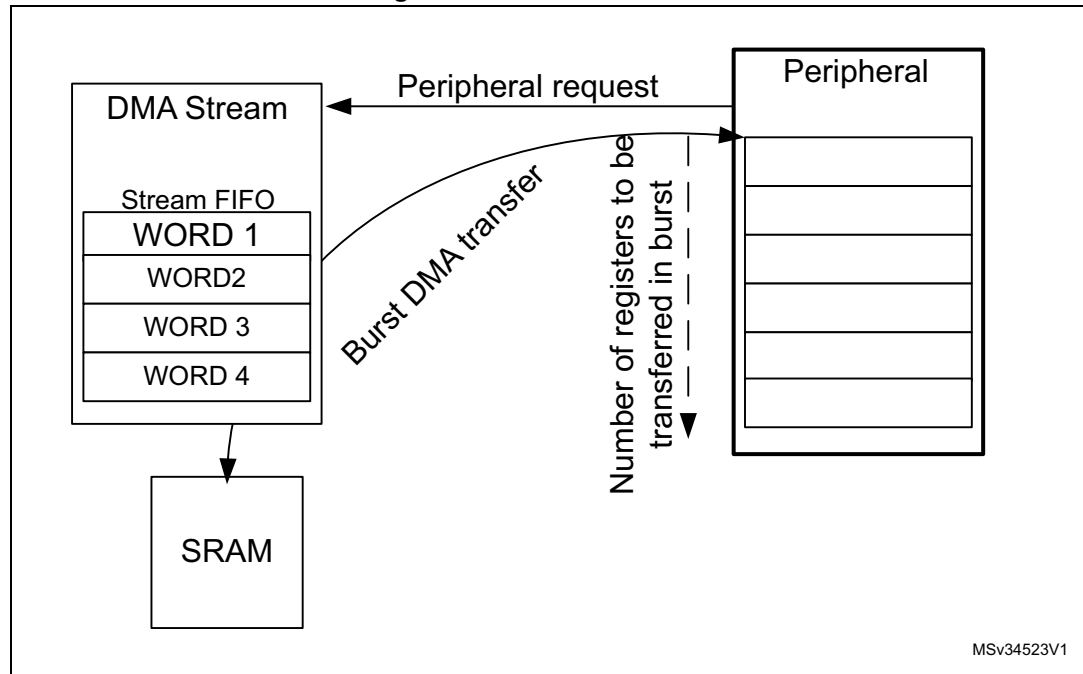 Peripheral request
Peripheral
DMA Stream
Stream FIFO
WORD 1
WORD2
WORD 3
WORD 4
Burst DMA transfer
Number of registers to be
transferred in burst
SRAM
MSv34523V1